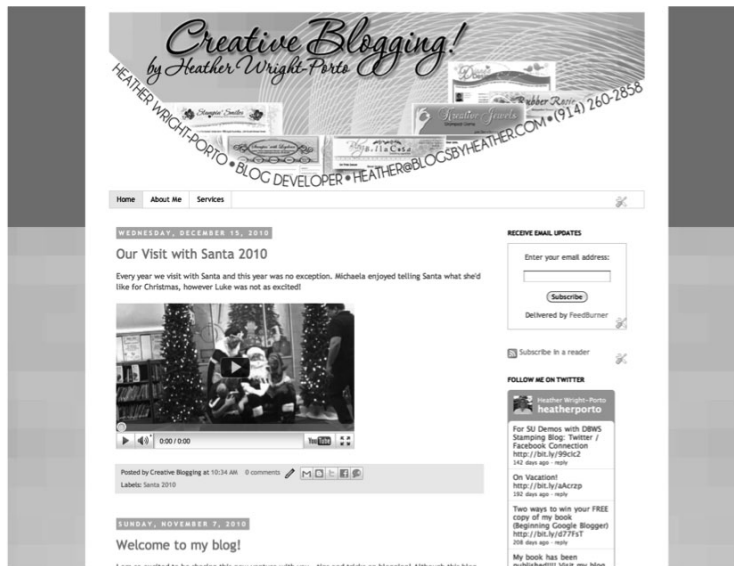 Creative Blogging!
by Heather Wright-Porto
HEATHER WRIGHT-PORTO • BLOG DEVELOPER • HEATHER@BLOGSBYHEATHER.COM • (914) 260-2858
Stampin' Smiles
Rubber Rosie
Kreative Jewels
BellaCard
Home About Me Services
WEDNESDAY, DECEMBER 15, 2010
Our Visit with Santa 2010
Every year we visit with Santa and this year was no exception. Michaela enjoyed telling Santa what she'd
like for Christmas, however Luke was not as excited!
0:00 / 0:00
YouTube
Posted by Creative Blogging at 10:34 AM 0 comments
Labels: Santa 2010
SUNDAY, NOVEMBER 7, 2010
Welcome to my blog!
RECEIVE EMAIL UPDATES
Enter your email address:
Subscribe
Delivered by FeedBurner
Subscribe in a reader
FOLLOW ME ON TWITTER
Heather Wright-Porto
heatherporto
For SU Demos with DBWS
Stamping Blog: Twitter /
Facebook Connection
http://bit.ly/99clc2
142 days ago · reply
On Vacation!
http://bit.ly/aAcrzp
192 days ago · reply
Two ways to win your FREE
copy of my book
(Beginning Google Blogger)
http://bit.ly/d77FsT
208 days ago · reply
My book has been
published!!!! Visit my blog